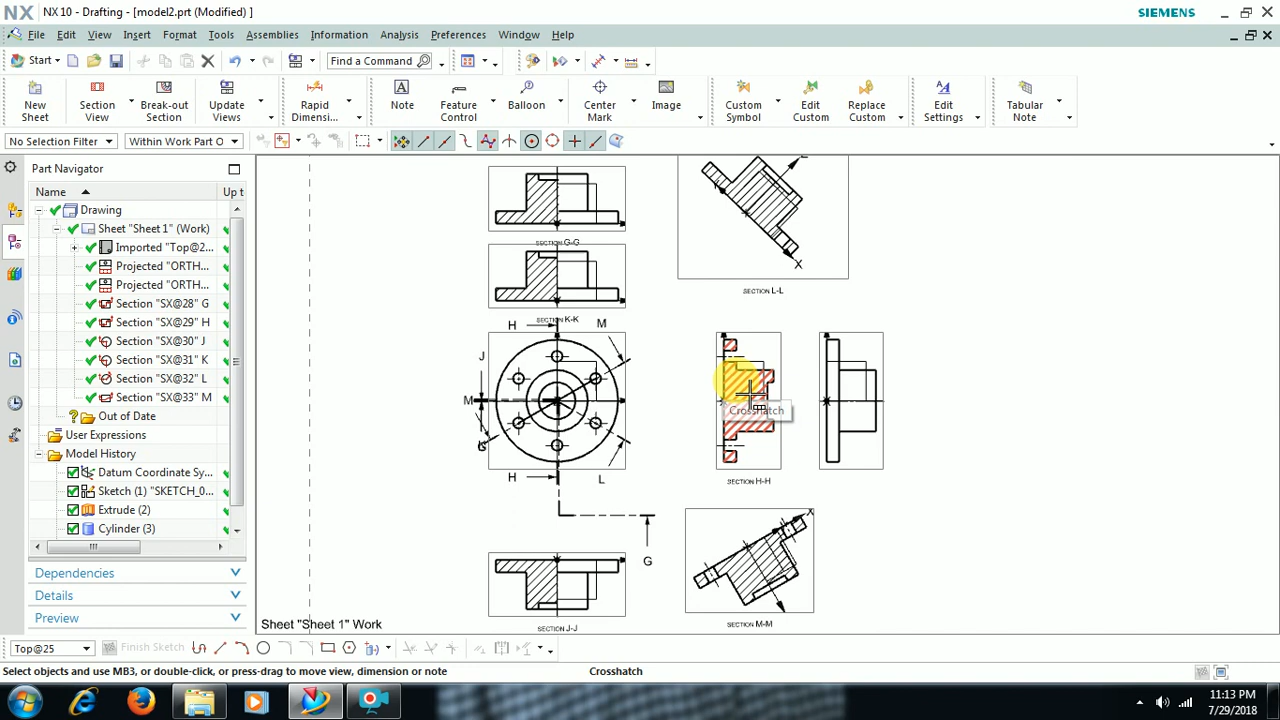 NX NX 10 - Drafting - [model2.prt (Modified) ] SIEMENS
File Edit View Insert Format Tools Assemblies Information Analysis Preferences Window Help
Start Find a Command
New Sheet
Section View
Break-out Section
Update Views
Rapid Dimensi...
Note
Feature Control
Balloon
Center Mark
Image
Custom Symbol
Edit Custom
Replace Custom
Edit Settings
Tabular Note
No Selection Filter Within Work Part O
Part Navigator
Name Up t
Drawing
Sheet "Sheet 1" (Work)
Imported "Top@2...
Projected "ORTH...
Projected "ORTH...
Section "SX@28" G
Section "SX@29" H
Section "SX@30" J
Section "SX@31" K
Section "SX@32" L
Section "SX@33" M
Out of Date
User Expressions
Model History
Datum Coordinate Sy...
Sketch (1) "SKETCH_0...
Extrude (2)
Cylinder (3)
Dependencies
Details
Preview
SECTION G-G
SECTION K-K
X
SECTION L-L
H M
J
M
G
H L
G
Crosshatch
SECTION H-H
SECTION J-J
X
SECTION M-M
Sheet "Sheet 1" Work
Top@25 Finish Sketch
Select objects and use MB3, or double-click, or press-drag to move view, dimension or note Crosshatch
11:13 PM
7/29/2018